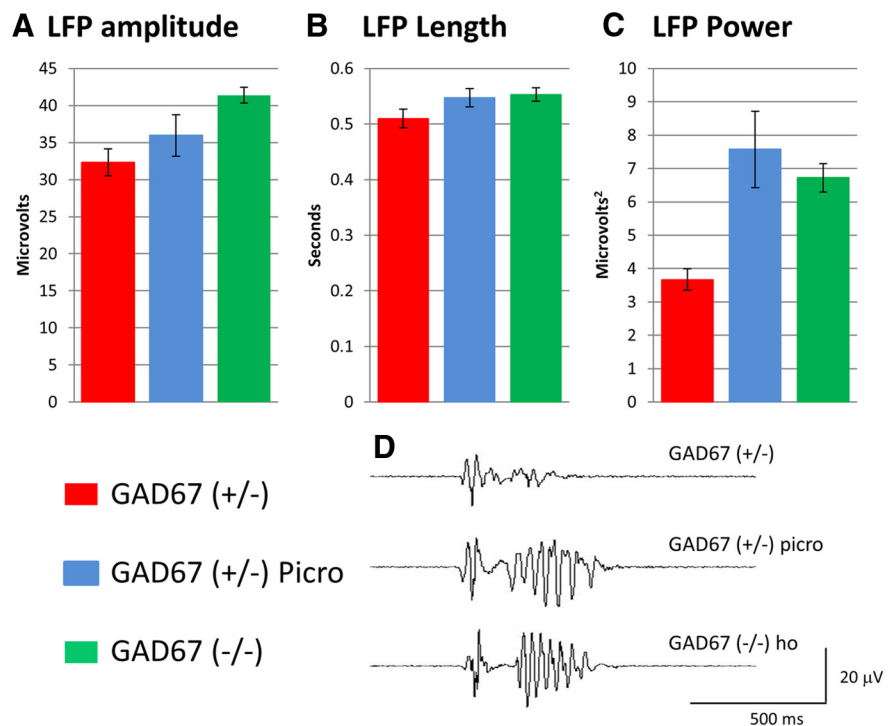 A LFP amplitude
B LFP Length
C LFP Power
Microvolts
45
40
35
30
25
20
15
10
5
0
Seconds
0.6
0.5
0.4
0.3
0.2
0.1
0
Microvolts²
10
9
8
7
6
5
4
3
2
1
0
GAD67 (+/-)
GAD67 (+/-) Picro
GAD67 (-/-)
D
GAD67 (+/-)
GAD67 (+/-) picro
GAD67 (-/-) ho
20 µV
500 ms